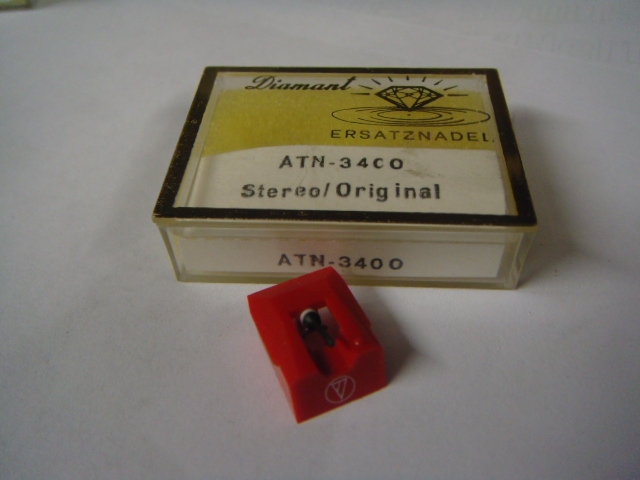 Diamant
ERSATZNADEL
ATN-3400
Stereo/Original
ATN-3400